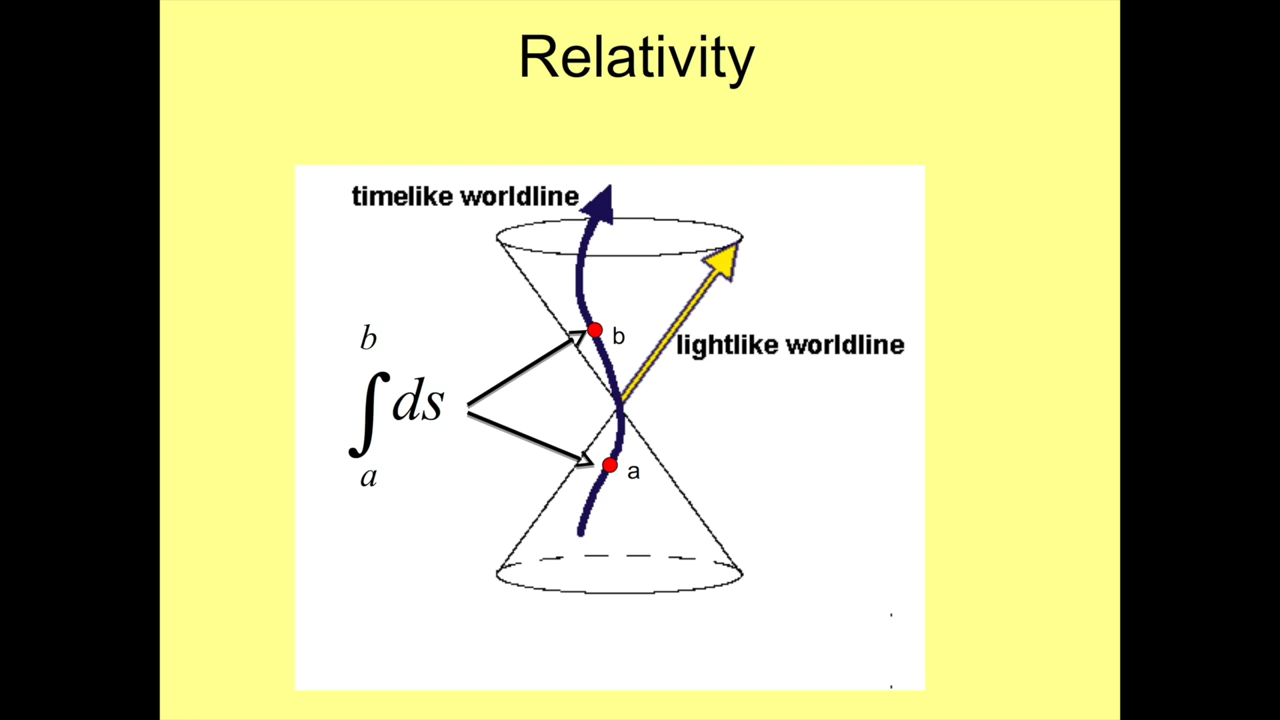 Relativity
timelike worldline
b
b
lightlike worldline
∫ds
a
a